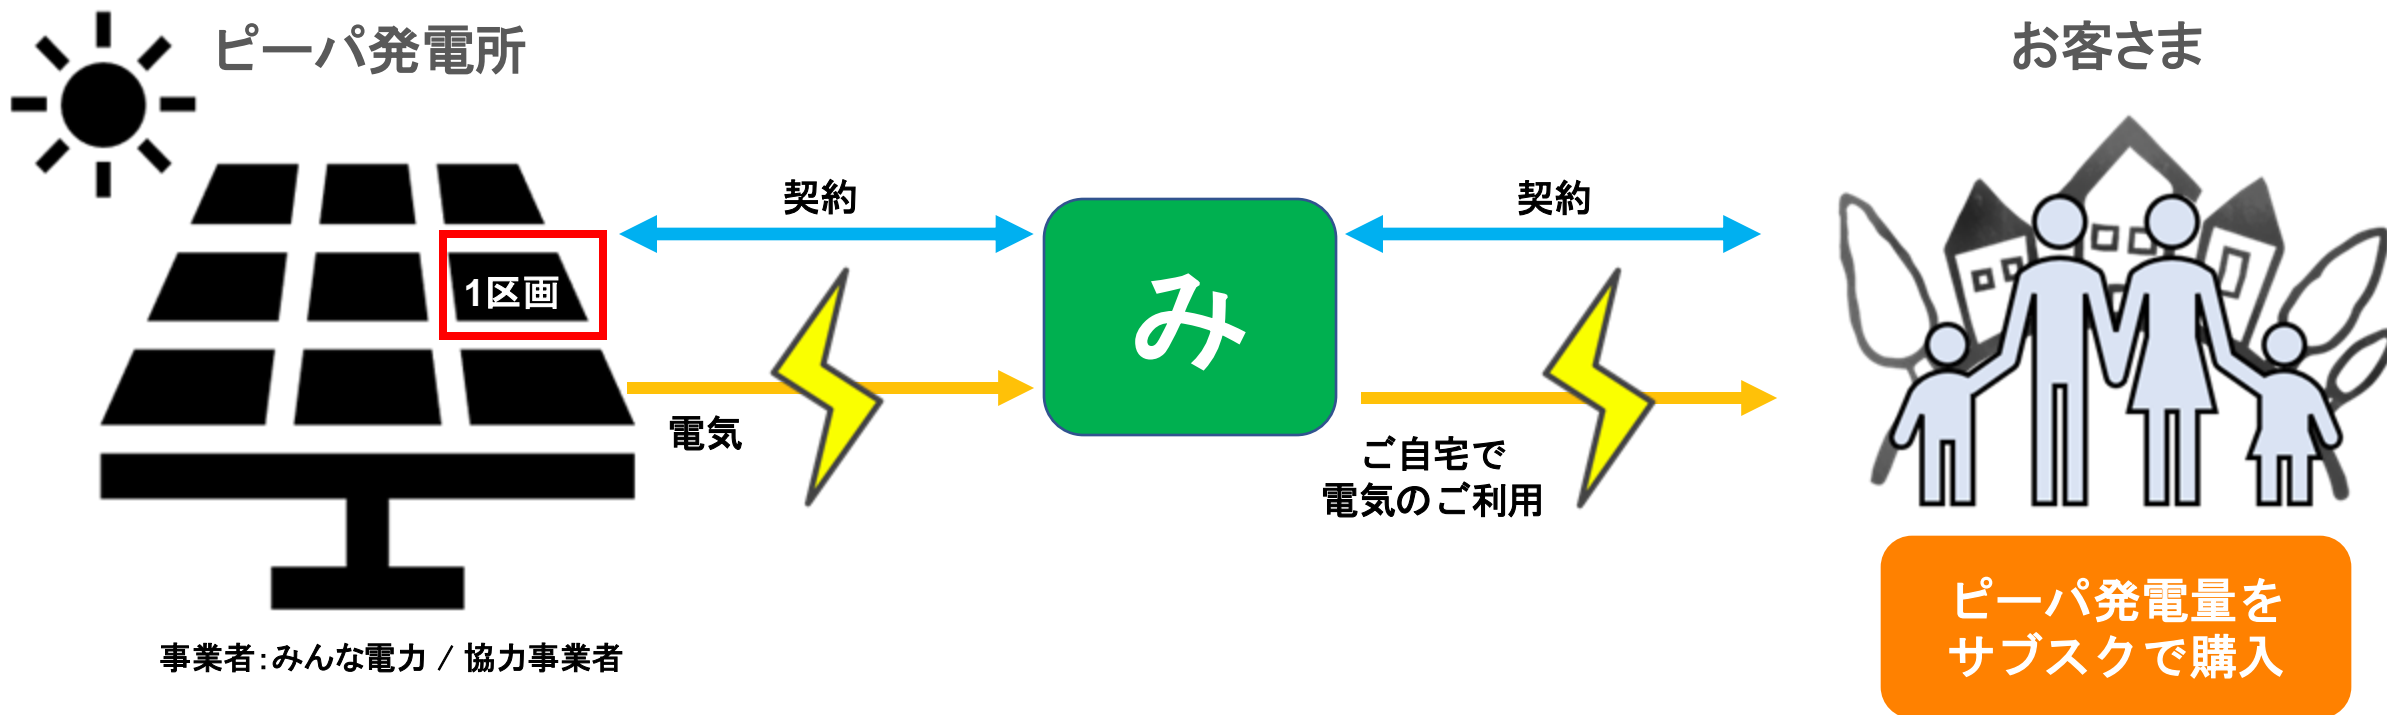 ピーパ発電所
お客さま
契約
契約
1区画
み
電気
ご自宅で
電気のご利用
ピーパ発電量を
サブスクで購入
事業者:みんな電力 / 協力事業者